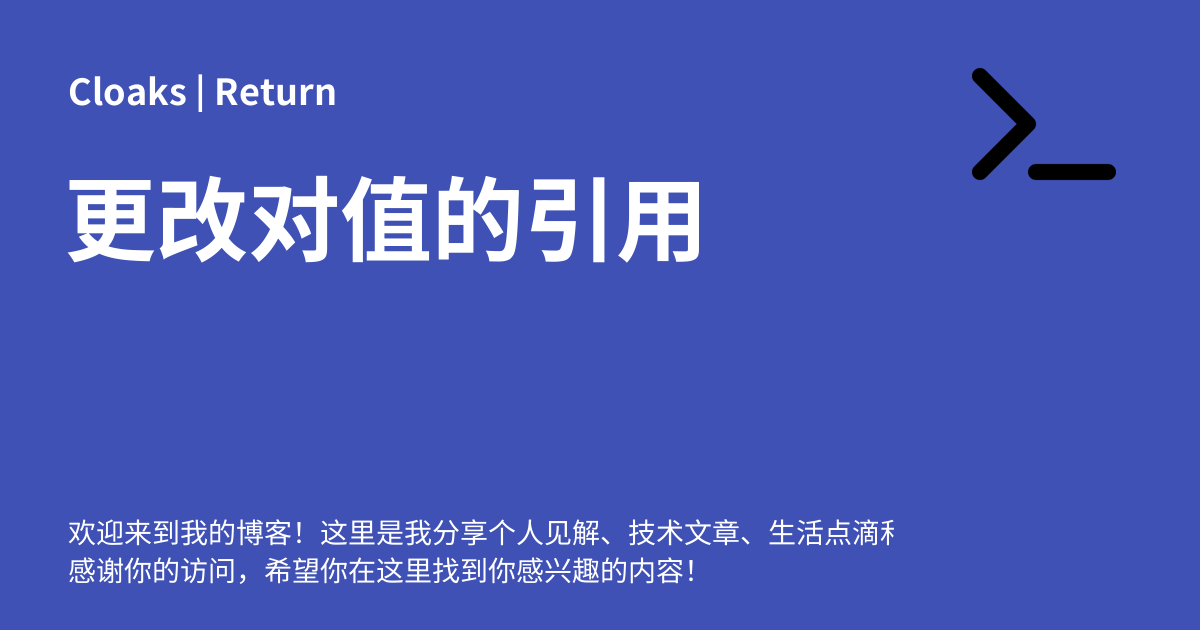 Cloaks | Return
更改对值的引用
欢迎来到我的博客！这里是我分享个人见解、技术文章、生活点滴和
感谢你的访问，希望你在这里找到你感兴趣的内容！